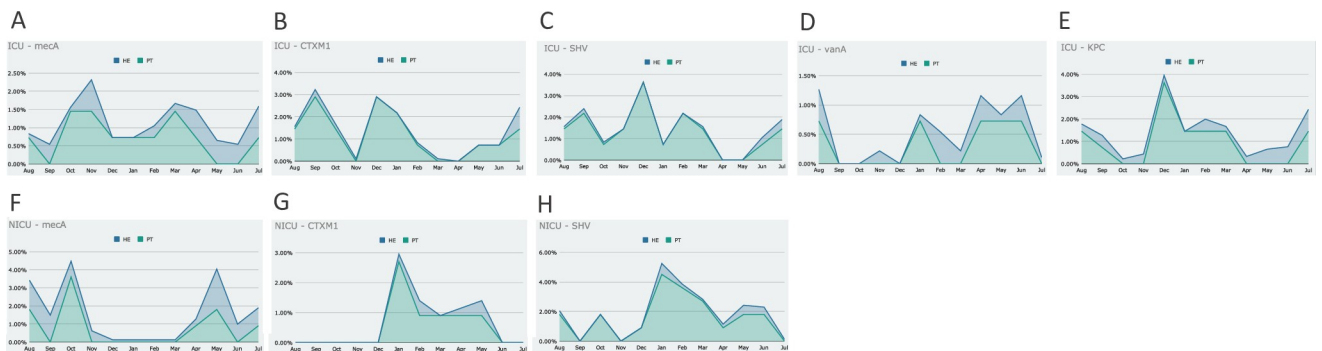 A
ICU - mecA
HE PT
2.50%
2.00%
1.50%
1.00%
0.50%
0.00%
Aug Sep Oct Nov Dec Jan Feb Mar Apr May Jun Jul
B
ICU - CTXM1
HE PT
4.00%
3.00%
2.00%
1.00%
0.00%
Aug Sep Oct Nov Dec Jan Feb Mar Apr May Jun Jul
C
ICU - SHV
HE PT
4.00%
3.00%
2.00%
1.00%
0.00%
Aug Sep Oct Nov Dec Jan Feb Mar Apr May Jun Jul
D
ICU - vanA
HE PT
1.50%
1.00%
0.50%
0.00%
Aug Sep Oct Nov Dec Jan Feb Mar Apr May Jun Jul
E
ICU - KPC
HE PT
4.00%
3.00%
2.00%
1.00%
0.00%
Aug Sep Oct Nov Dec Jan Feb Mar Apr May Jun Jul
F
NICU - mecA
HE PT
5.00%
4.00%
3.00%
2.00%
1.00%
0.00%
Aug Sep Oct Nov Dec Jan Feb Mar Apr May Jun Jul
G
NICU - CTXM1
HE PT
3.00%
2.00%
1.00%
0.00%
Aug Sep Oct Nov Dec Jan Feb Mar Apr May Jun Jul
H
NICU - SHV
HE PT
6.00%
4.00%
2.00%
0.00%
Aug Sep Oct Nov Dec Jan Feb Mar Apr May Jun Jul